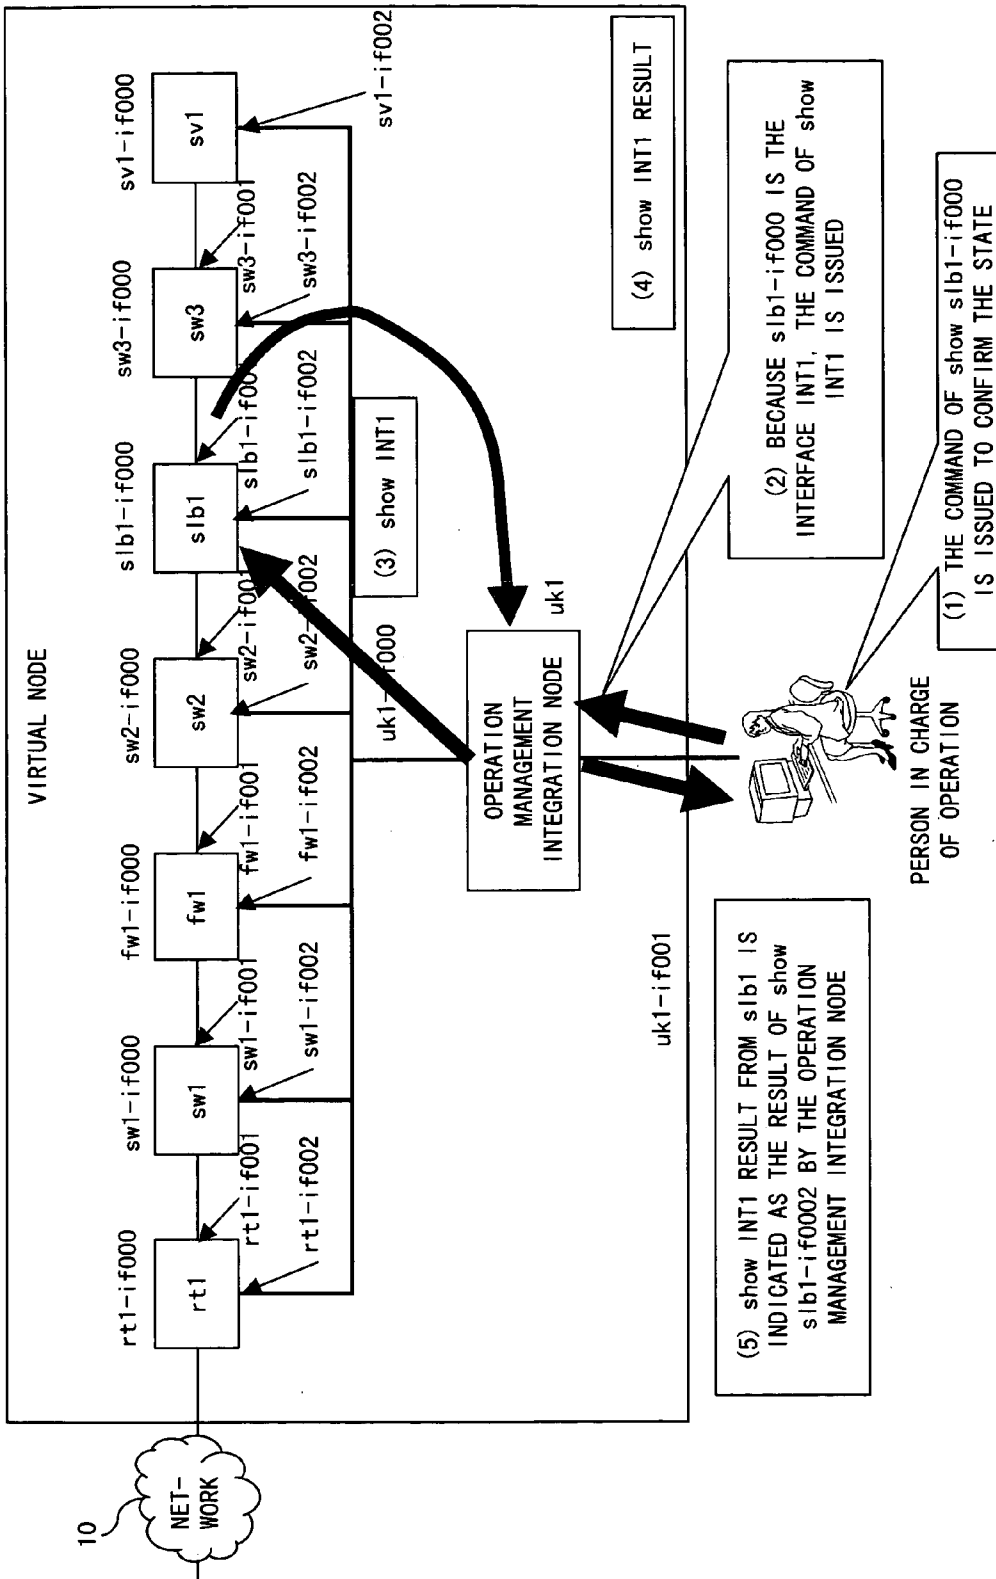 VIRTUAL NODE
10
NET-
WORK
rt1-if000
rt1
rt1-if001
rt1-if002
sw1-if000
sw1
sw1-if001
sw1-if002
fw1-if000
fw1
fw1-if001
fw1-if002
sw2-if000
sw2
sw2-if001
sw2-if002
slb1-if000
slb1
slb1-if001
slb1-if002
sw3-if000
sw3
sw3-if001
sw3-if002
sv1-if000
sv1
sv1-if002
uk1-if000
(3) show INT1
OPERATION
MANAGEMENT
INTEGRATION NODE
uk1
uk1-if001
(4) show INT1 RESULT
(2) BECAUSE slb1-if000 IS THE
INTERFACE INT1, THE COMMAND OF show
INT1 IS ISSUED
(1) THE COMMAND OF show slb1-if000
IS ISSUED TO CONFIRM THE STATE
PERSON IN CHARGE
OF OPERATION
(5) show INT1 RESULT FROM slb1 IS
INDICATED AS THE RESULT OF show
slb1-if0002 BY THE OPERATION
MANAGEMENT INTEGRATION NODE